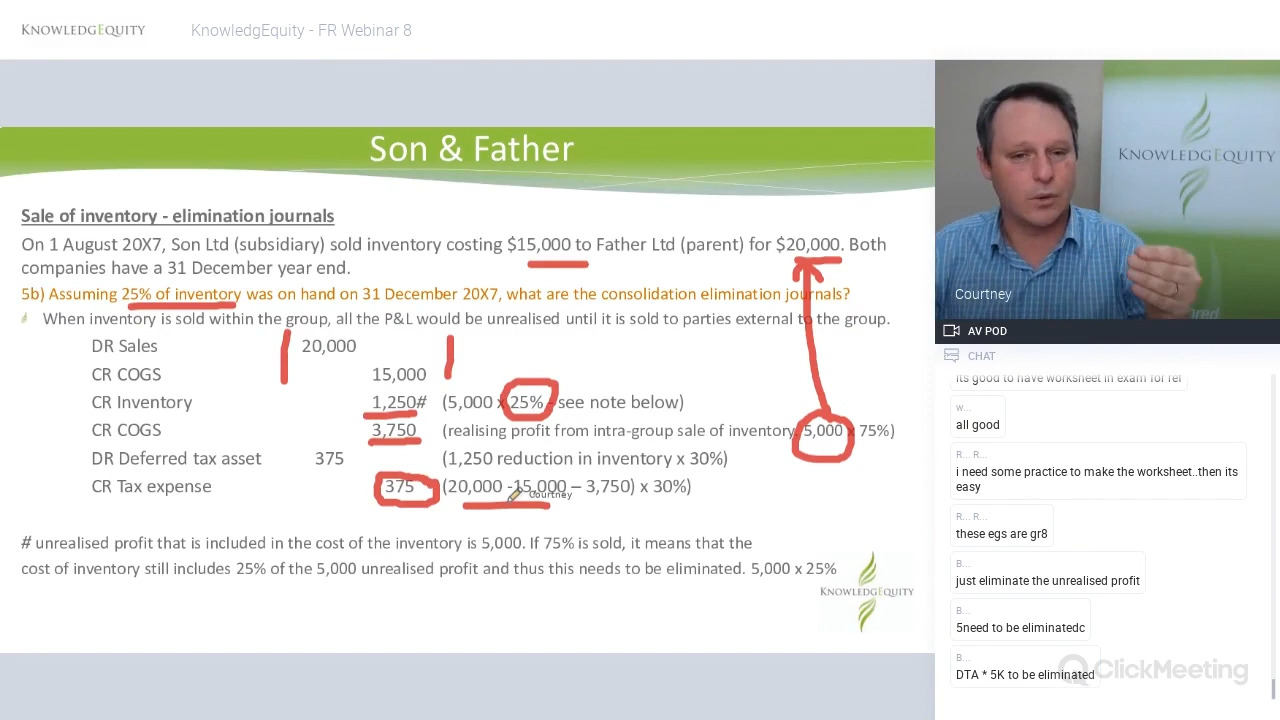 KNOWLEDGEQUITY
KnowledgEquity - FR Webinar 8
Son & Father
Sale of inventory - elimination journals
On 1 August 20X7, Son Ltd (subsidiary) sold inventory costing $15,000 to Father Ltd (parent) for $20,000. Both
companies have a 31 December year end.
5b) Assuming 25% of inventory was on hand on 31 December 20X7, what are the consolidation elimination journals?
When inventory is sold within the group, all the P&L would be unrealised until it is sold to parties external to the group.
DR Sales 20,000
CR COGS 15,000
CR Inventory 1,250# (5,000 x 25% - see note below)
CR COGS 3,750 (realising profit from intra-group sale of inventory, 5,000 x 75%)
DR Deferred tax asset 375 (1,250 reduction in inventory x 30%)
CR Tax expense 375 (20,000 -15,000 – 3,750) x 30%)
Courtney
# unrealised profit that is included in the cost of the inventory is 5,000. If 75% is sold, it means that the
cost of inventory still includes 25% of the 5,000 unrealised profit and thus this needs to be eliminated. 5,000 x 25%
KNOWLEDGEQUITY
KNOWLEDGEQUITY
Courtney
AV POD
CHAT
its good to have worksheet in exam for ref
w...
all good
R... R...
i need some practice to make the worksheet..then its
easy
R... R...
these egs are gr8
B...
just eliminate the unrealised profit
B...
5need to be eliminatedc
B...
DTA * 5K to be eliminated
ClickMeeting